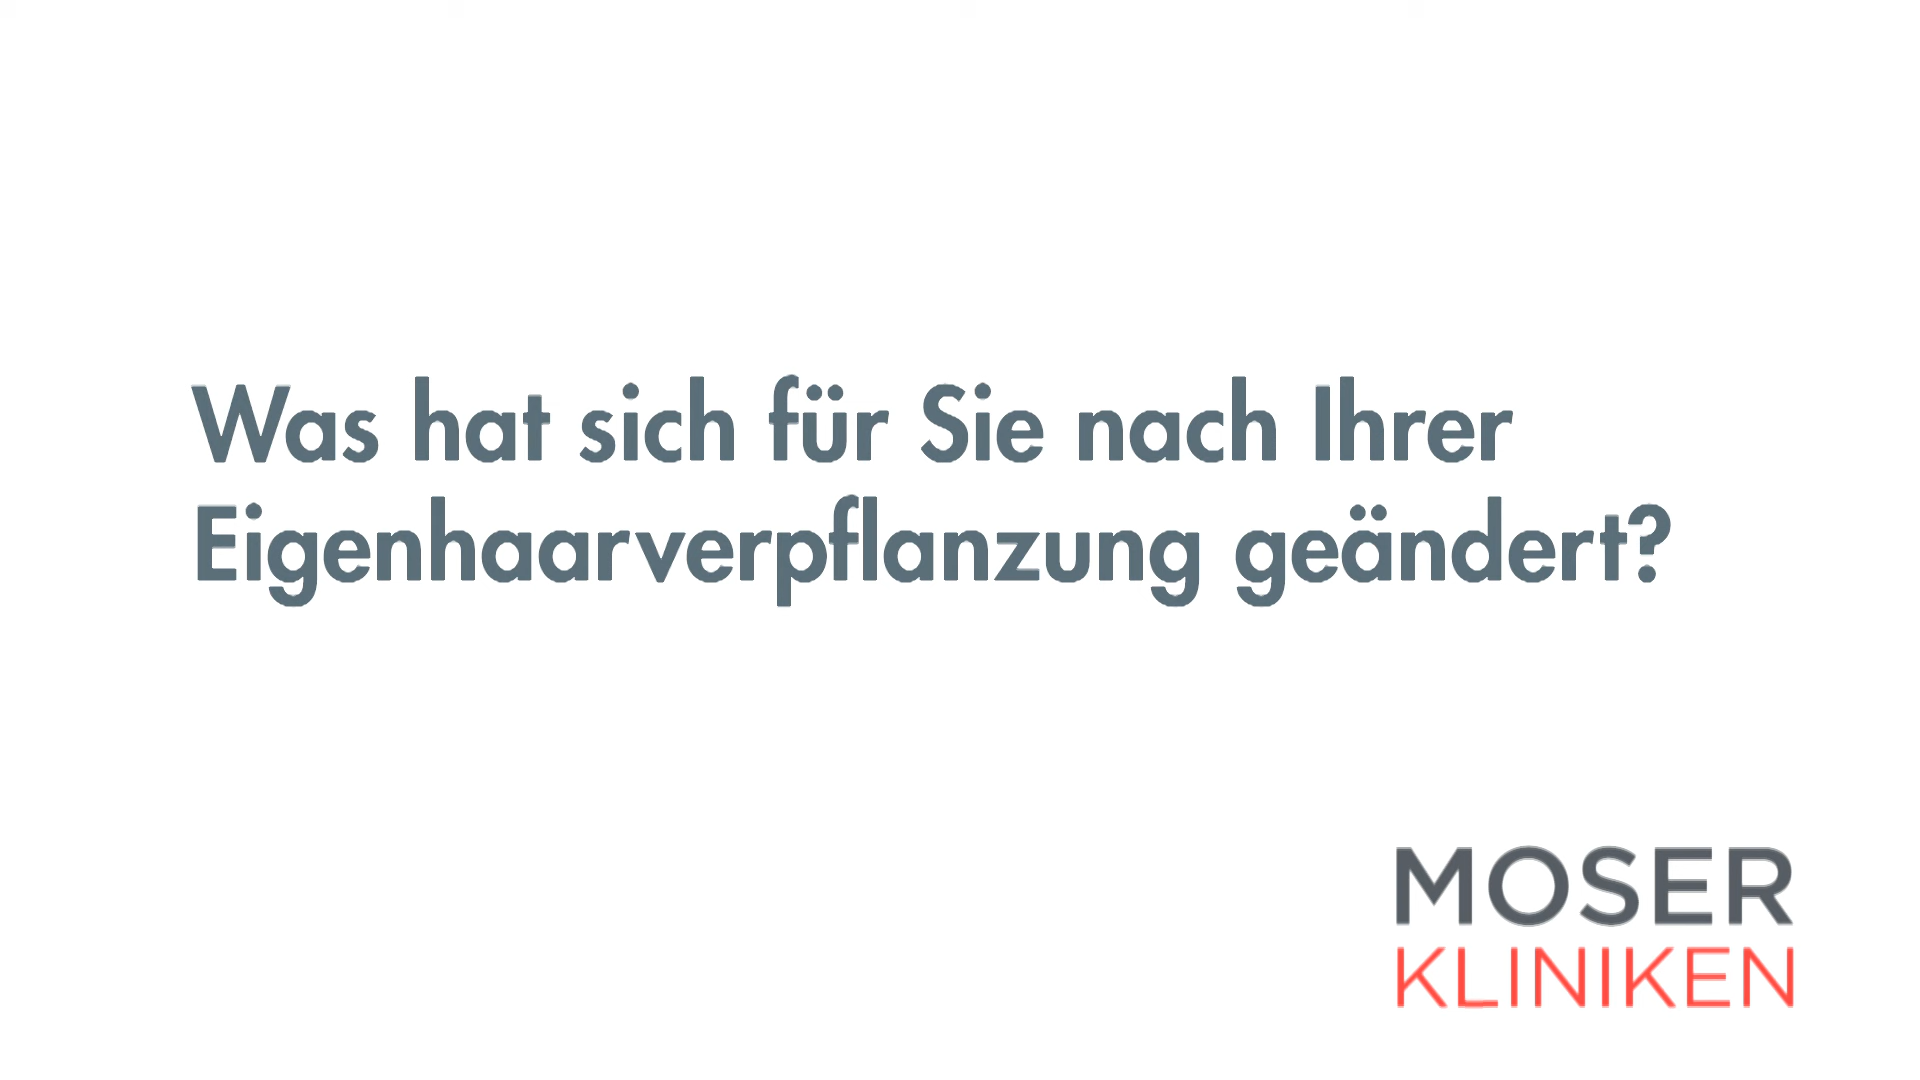 Was hat sich für Sie nach Ihrer
Eigenhaarverpflanzung geändert?
MOSER
KLINIKEN